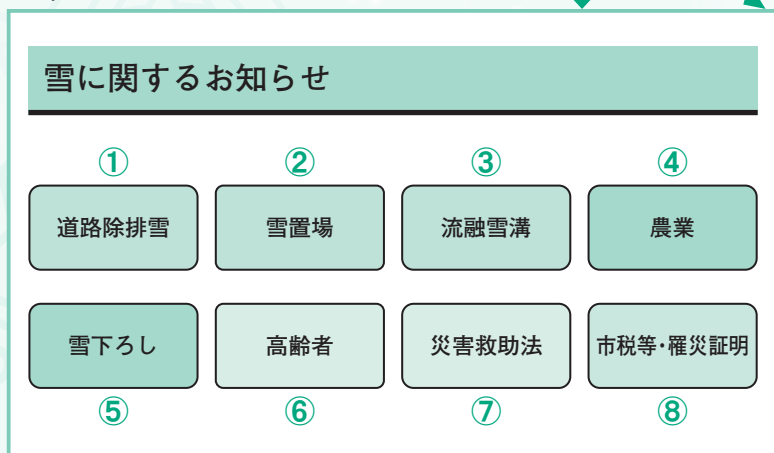 雪に関するお知らせ
① ② ③ ④
道路除排雪 雪置場 流融雪溝 農業
雪下ろし 高齢者 災害救助法 市税等・罹災証明
⑤ ⑥ ⑦ ⑧